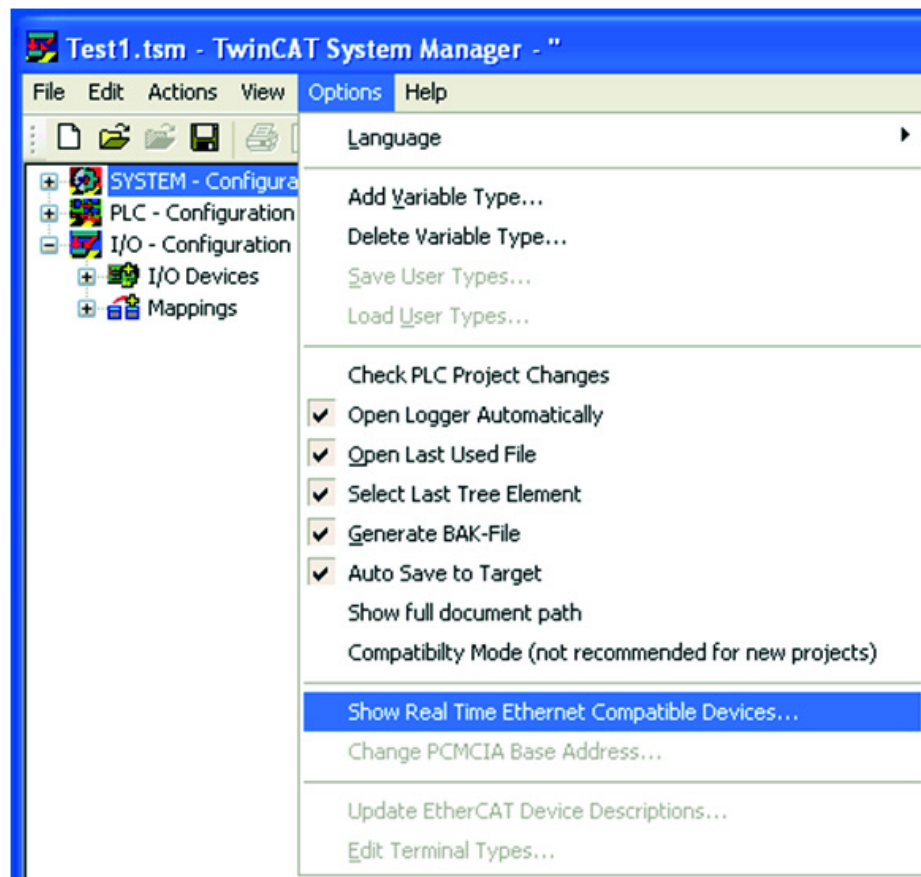 Test1.tsm - TwinCAT System Manager - ''
File Edit Actions View Options Help
Language
SYSTEM - Configura
PLC - Configuration
I/O - Configuration
I/O Devices
Mappings
Add Variable Type...
Delete Variable Type...
Save User Types...
Load User Types...
Check PLC Project Changes
Open Logger Automatically
Open Last Used File
Select Last Tree Element
Generate BAK-File
Auto Save to Target
Show full document path
Compatibilty Mode (not recommended for new projects)
Show Real Time Ethernet Compatible Devices...
Change PCMCIA Base Address...
Update EtherCAT Device Descriptions...
Edit Terminal Types...